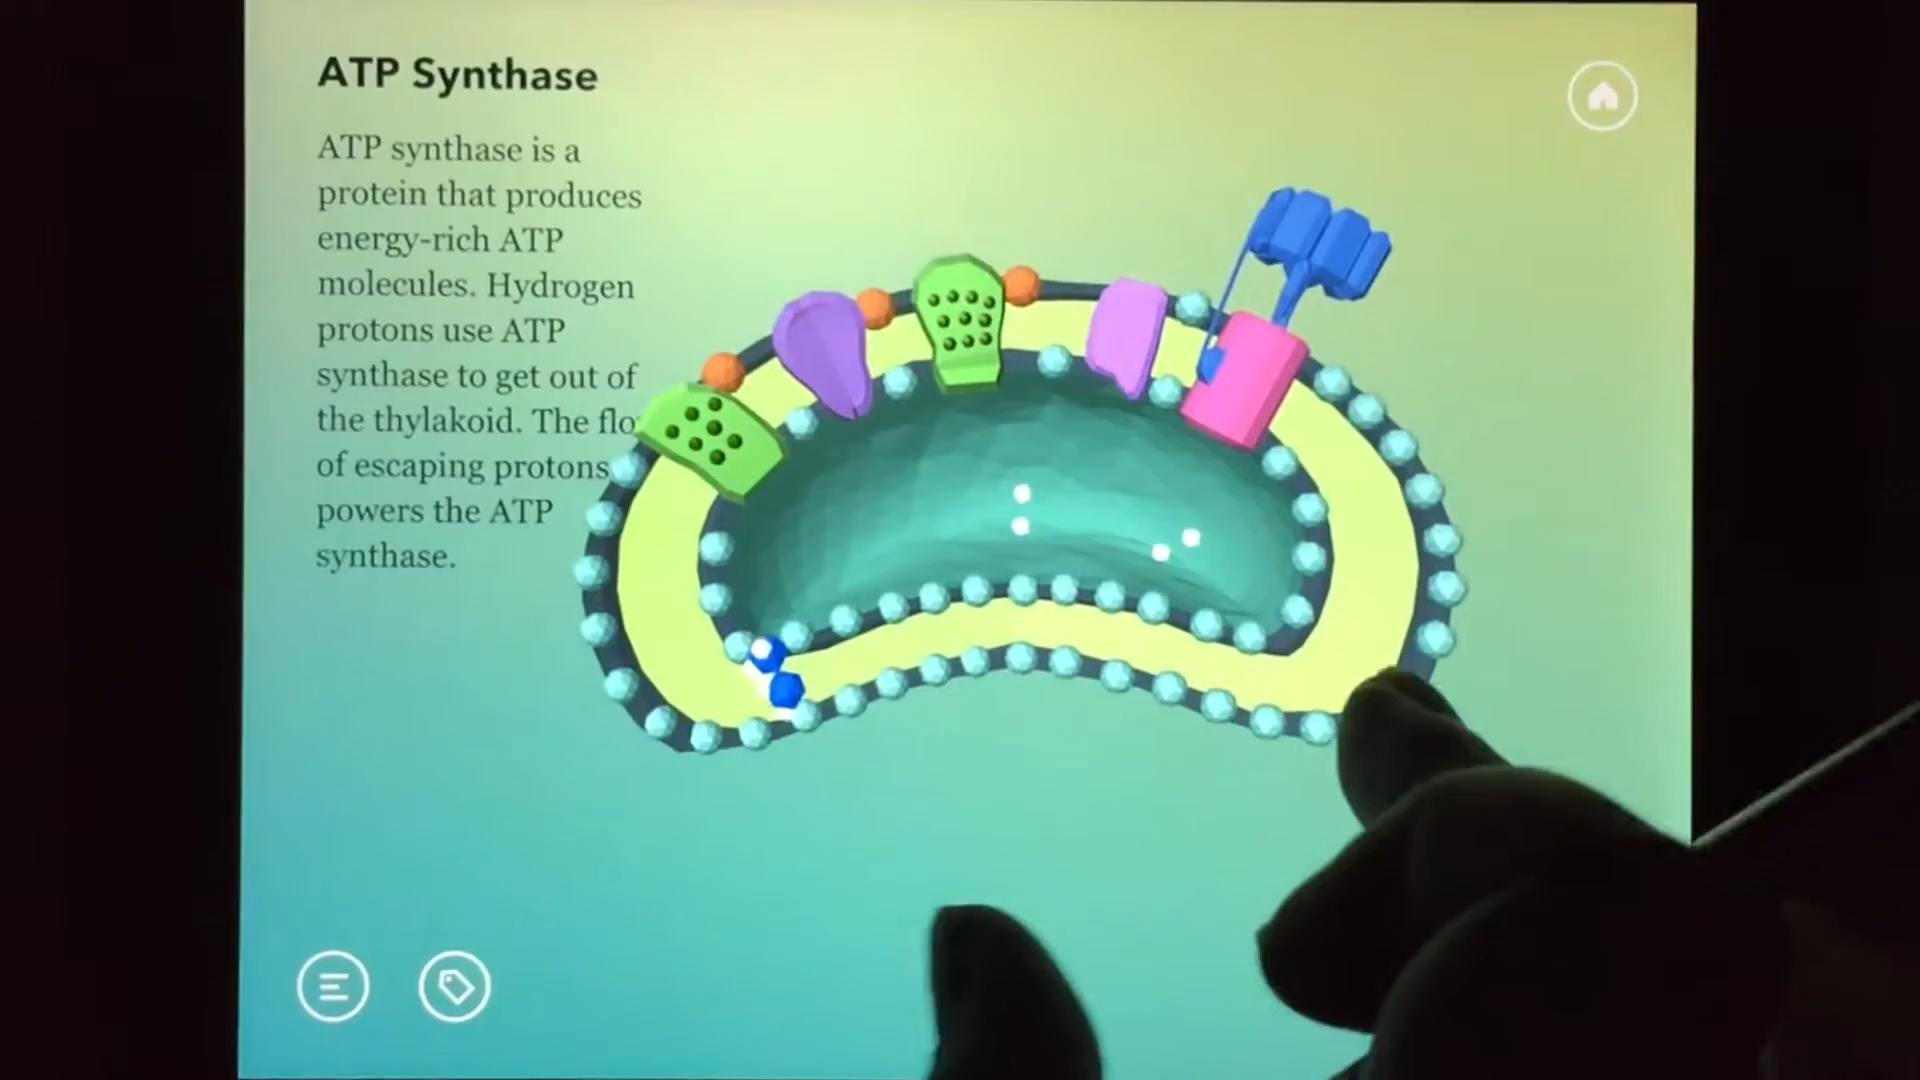 ATP Synthase
ATP synthase is a
protein that produces
energy-rich ATP
molecules. Hydrogen
protons use ATP
synthase to get out of
the thylakoid. The flo
of escaping protons
powers the ATP
synthase.